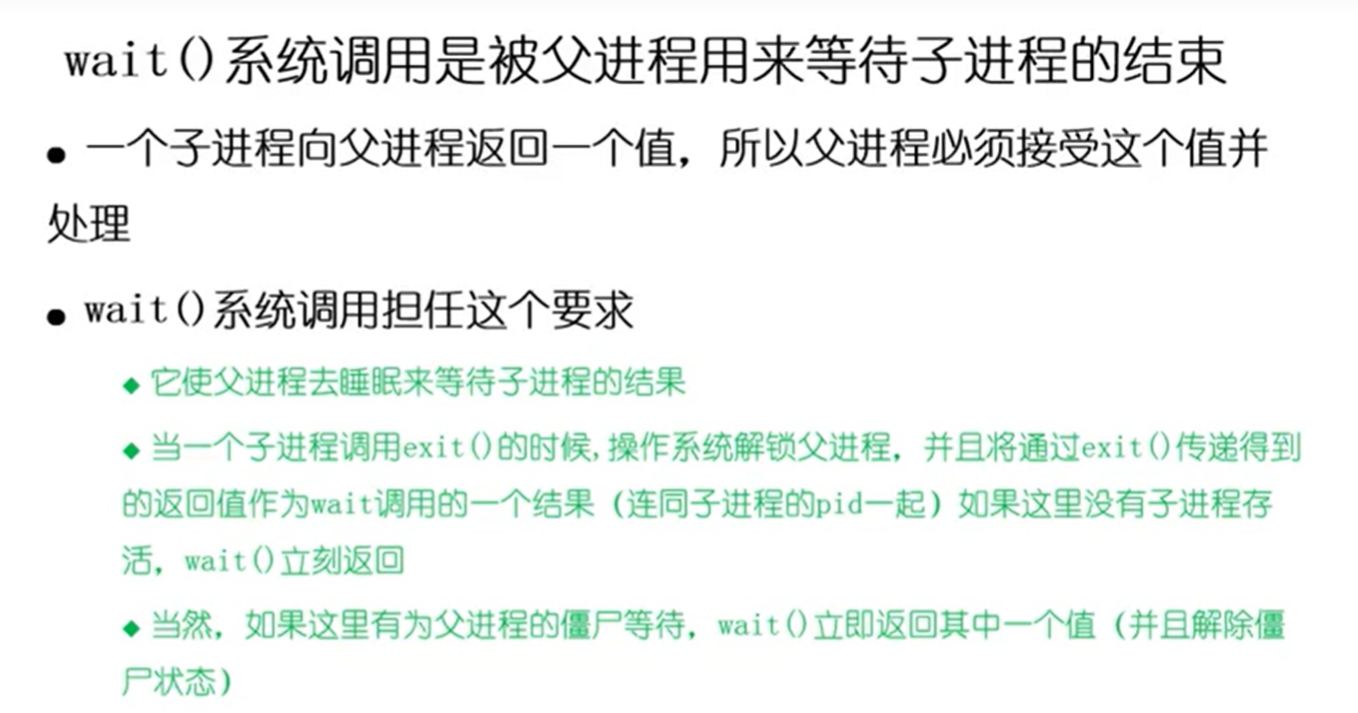 wait()系统调用是被父进程用来等待子进程的结束
● 一个子进程向父进程返回一个值，所以父进程必须接受这个值并
处理
● wait()系统调用担任这个要求
◆ 它使父进程去睡眠来等待子进程的结果
◆ 当一个子进程调用exit()的时候,操作系统解锁父进程，并且将通过exit()传递得到
的返回值作为wait调用的一个结果（连同子进程的pid一起）如果这里没有子进程存
活，wait()立刻返回
◆ 当然，如果这里有为父进程的僵尸等待，wait()立即返回其中一个值（并且解除僵
尸状态）